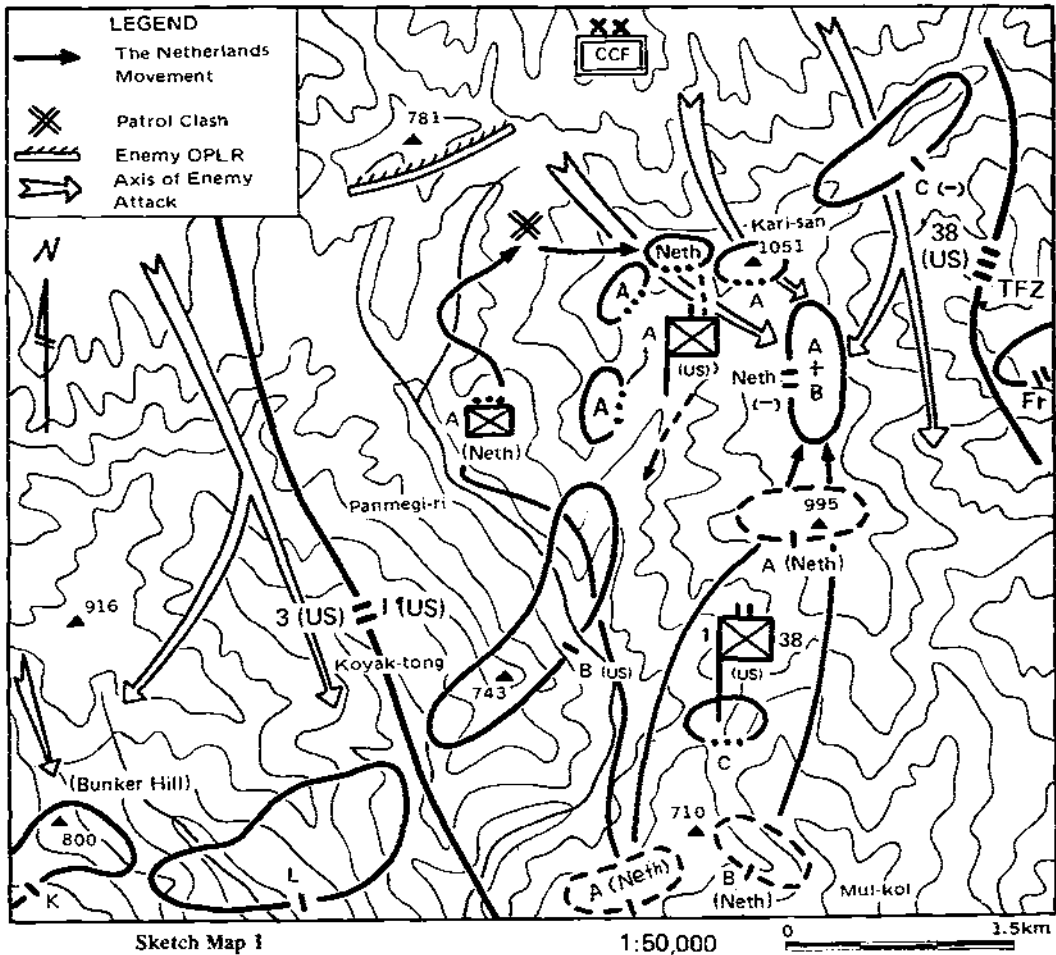 LEGEND
The Netherlands
Movement
Patrol Clash
Enemy OPLR
Axis of Enemy
Attack
CCF
781
N
C (-)
38
(US)
TFZ
Fr
Kari-san
1051
Neth
A
A
A
(US)
A
A
+
B
Neth
(-)
A
(Neth)
Panmegi-ri
995
A (Neth)
916
3 (US)
1 (US)
Koyak-tong
743
B (US)
1
38
(US)
C
(Bunker Hill)
800
K
L
710
A (Neth)
B
(Neth)
Mul-kol
Sketch Map 1
1:50,000
0
1.5km